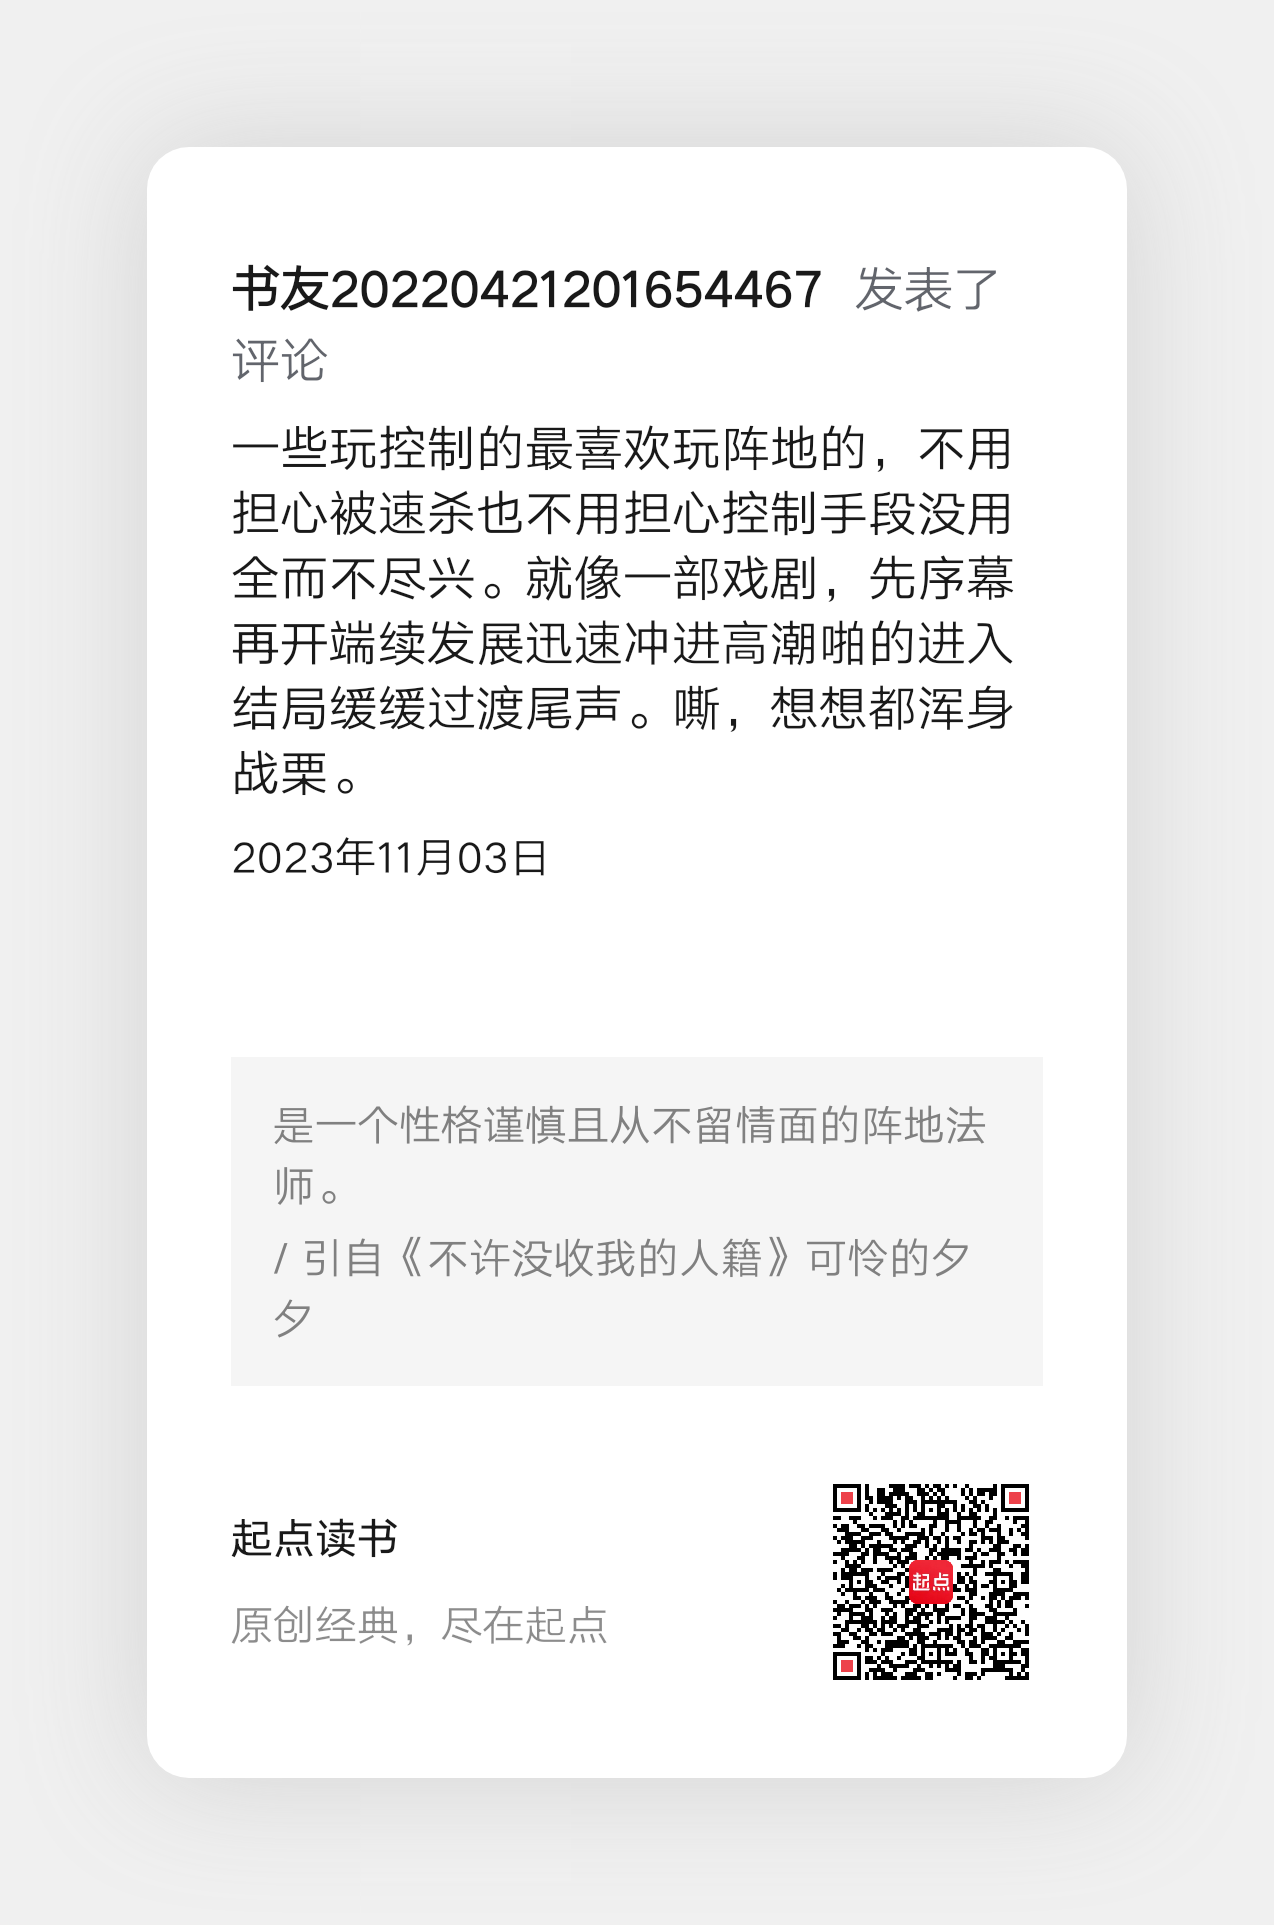 书友20220421201654467 发表了
评论
一些玩控制的最喜欢玩阵地的，不用
担心被速杀也不用担心控制手段没用
全而不尽兴。就像一部戏剧，先序幕
再开端续发展迅速冲进高潮啪的进入
结局缓缓过渡尾声。嘶，想想都浑身
战栗。
2023年11月03日
是一个性格谨慎且从不留情面的阵地法
师。
/ 引自《不许没收我的人籍》可怜的夕
夕
起点读书
原创经典，尽在起点
起点